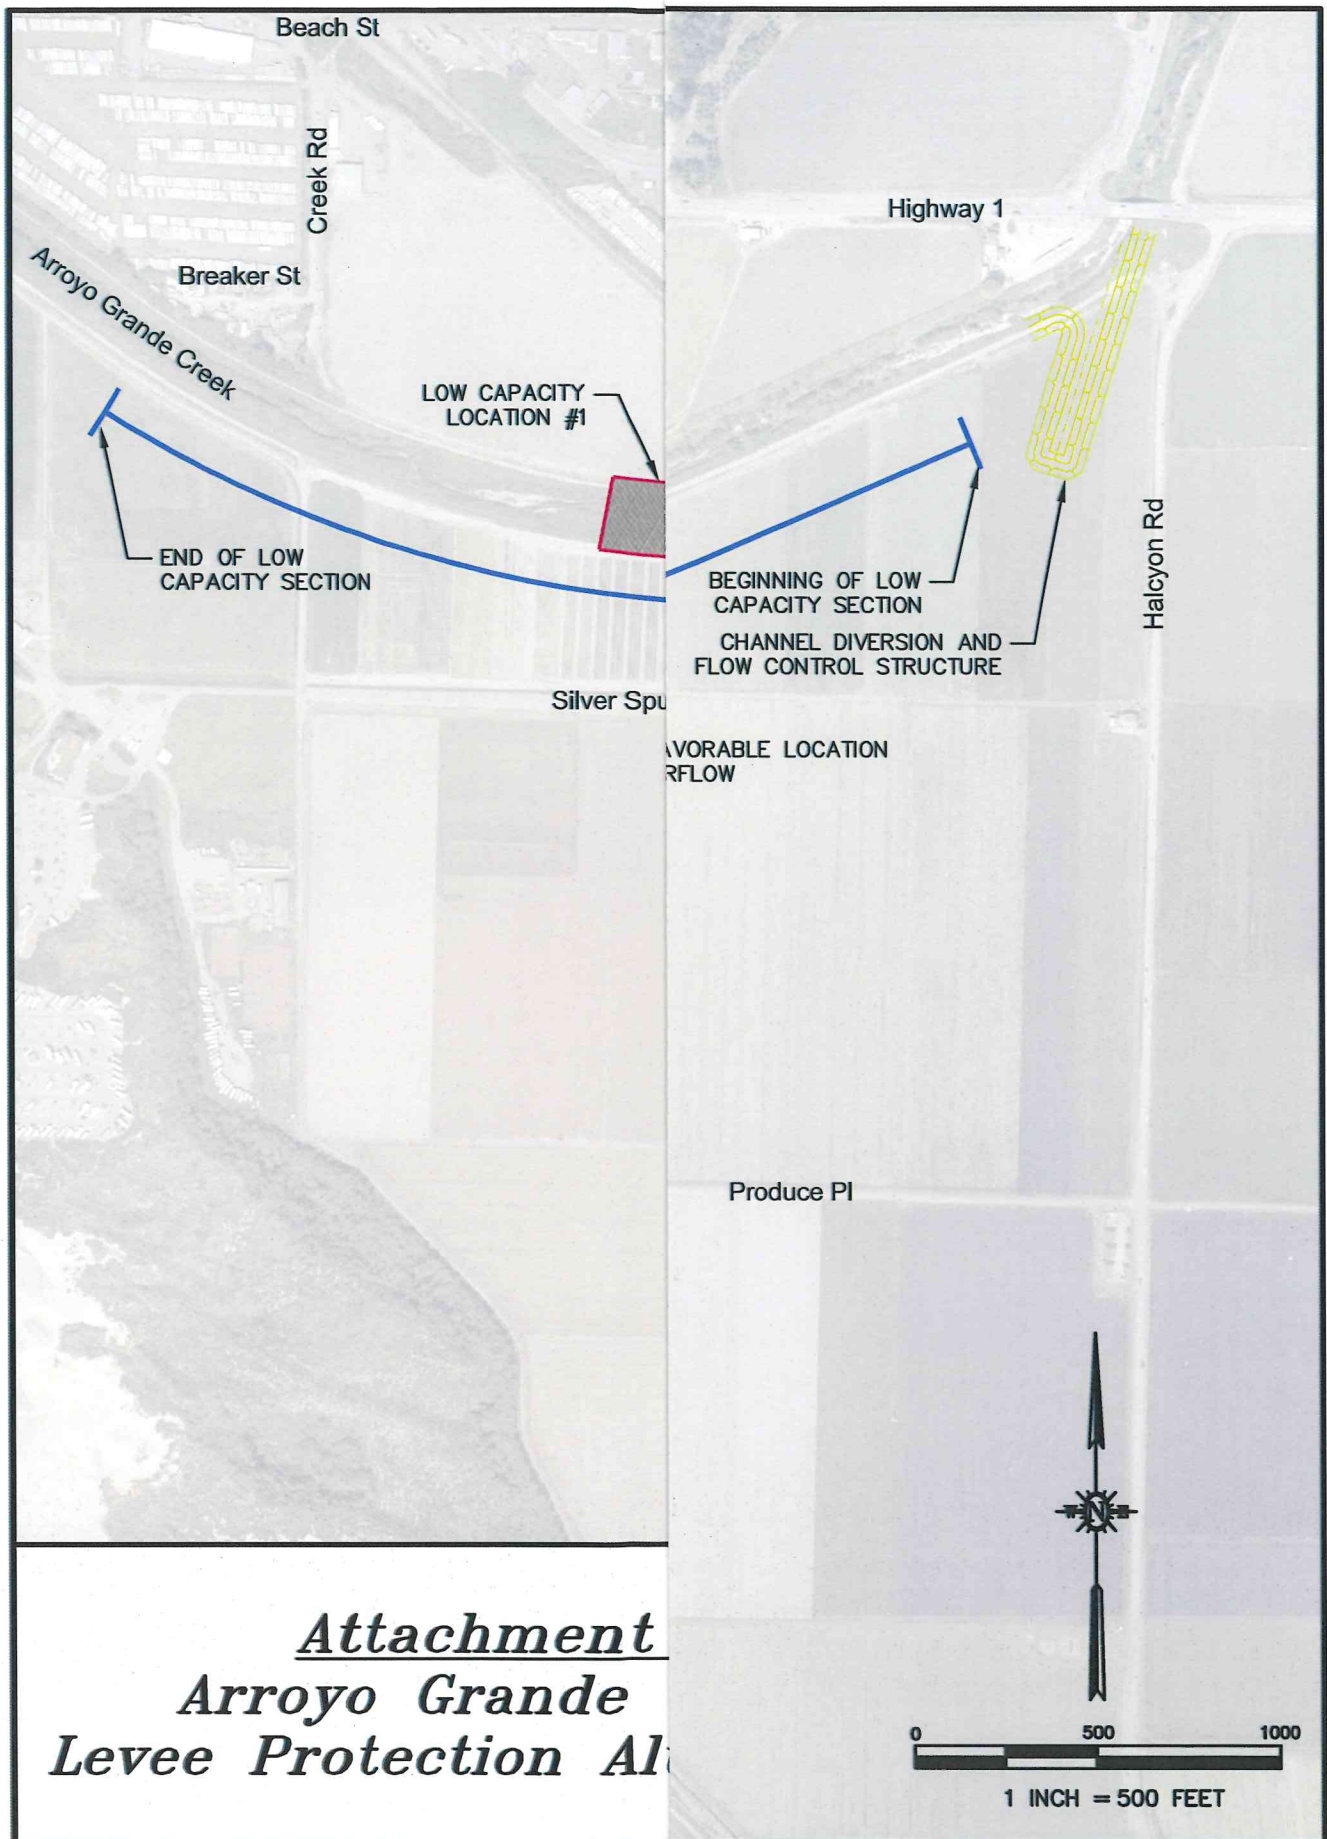 Beach St
Creek Rd
Breaker St
Arroyo Grande Creek
LOW CAPACITY
LOCATION #1
END OF LOW
CAPACITY SECTION
Silver Spu
Highway 1
BEGINNING OF LOW
CAPACITY SECTION
CHANNEL DIVERSION AND
FLOW CONTROL STRUCTURE
Halcyon Rd
AVORABLE LOCATION
RFLOW
Produce Pl
N
0 500 1000
1 INCH = 500 FEET
Attachment
Arroyo Grande
Levee Protection Al